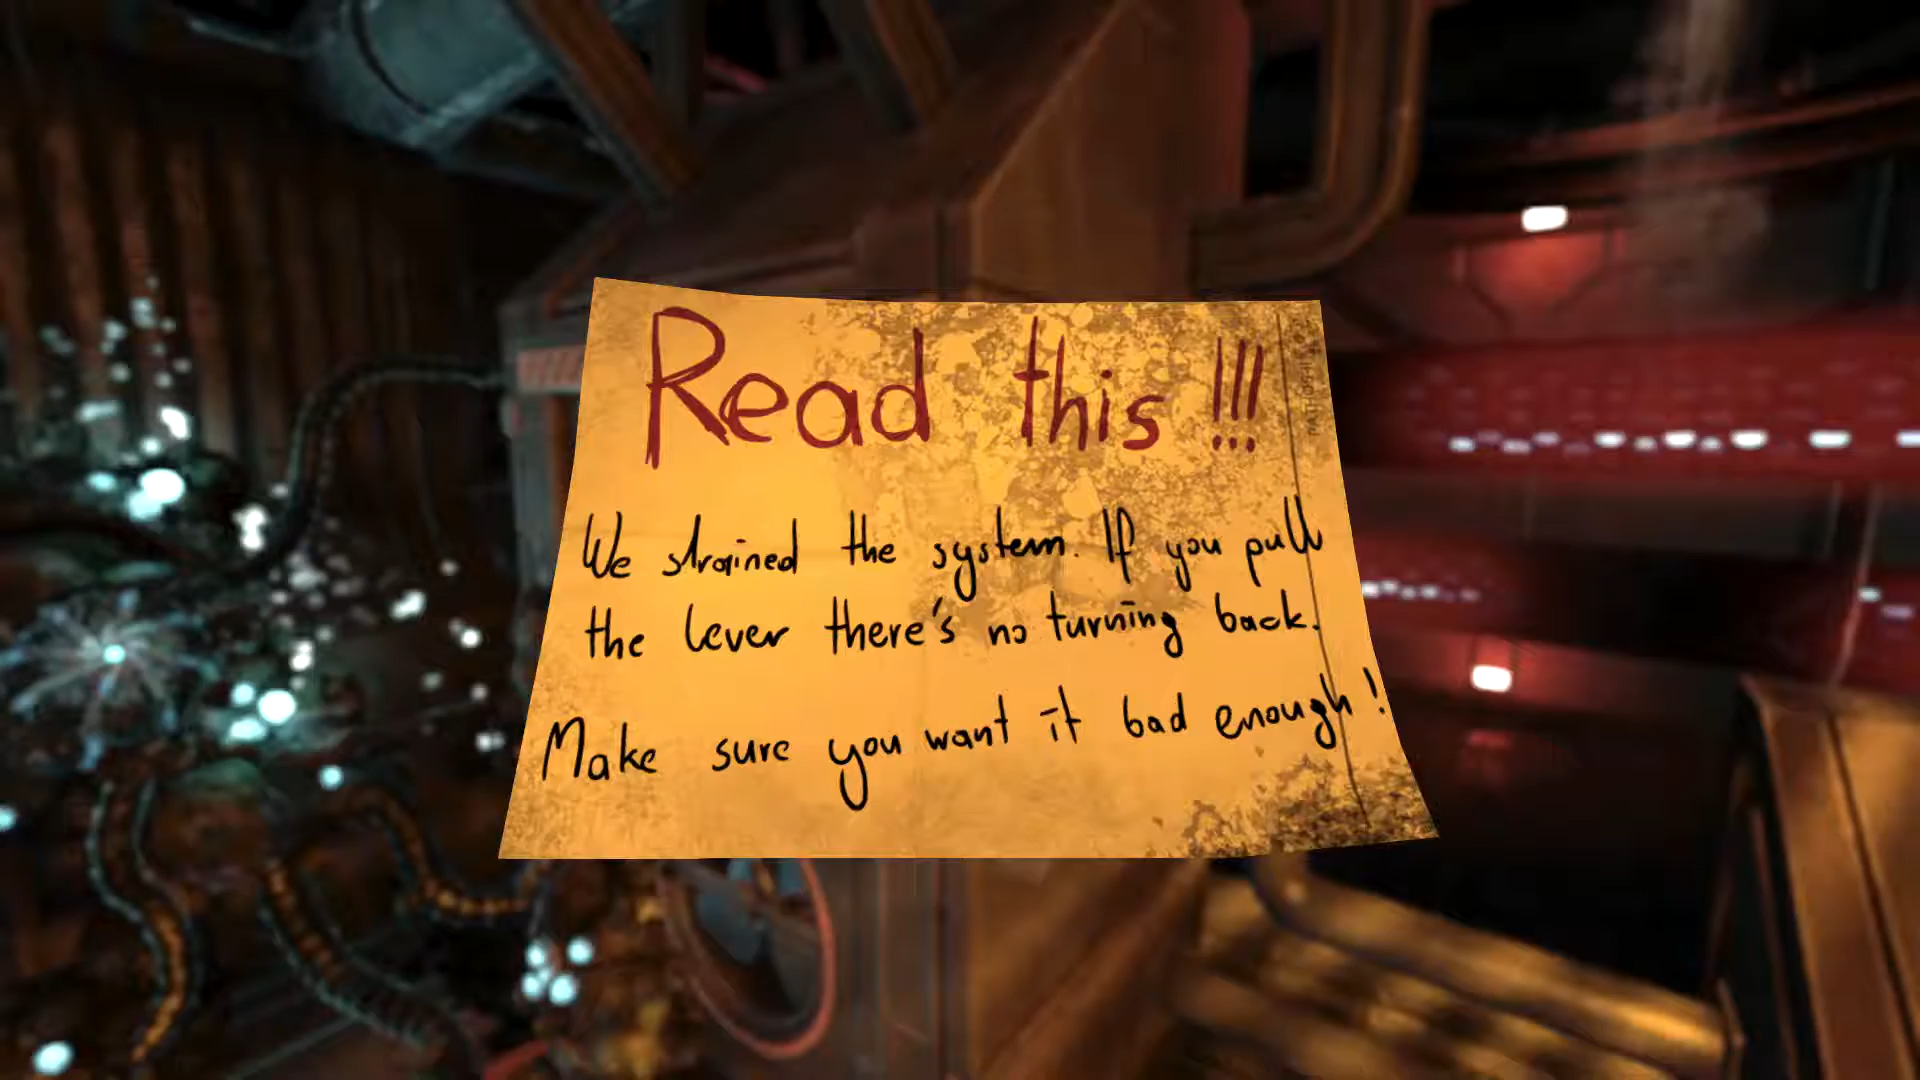 Read this !!!
We strained the system. If you pull
the lever there's no turning back.
Make sure you want it bad enough!